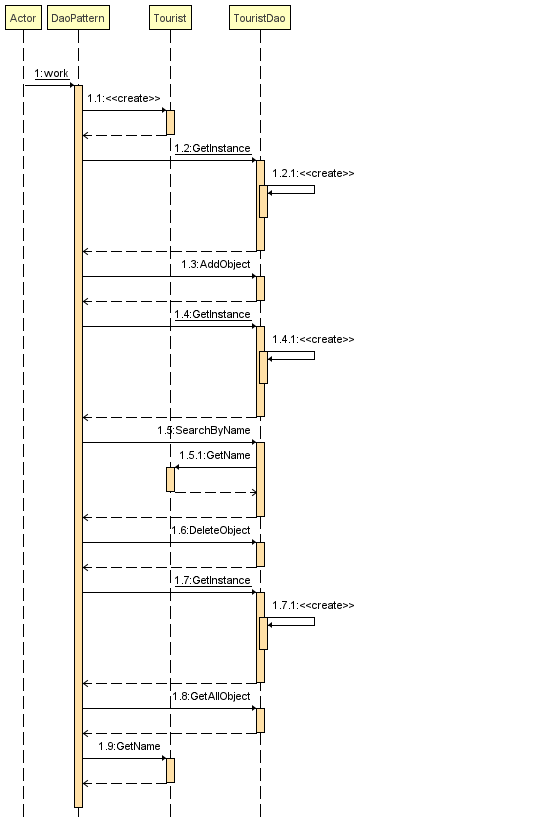 Actor DaoPattern Tourist TouristDao
1:work
1.1:<<create>>
1.2:GetInstance
1.2.1:<<create>>
1.3:AddObject
1.4:GetInstance
1.4.1:<<create>>
1.5:SearchByName
1.5.1:GetName
1.6:DeleteObject
1.7:GetInstance
1.7.1:<<create>>
1.8:GetAllObject
1.9:GetName